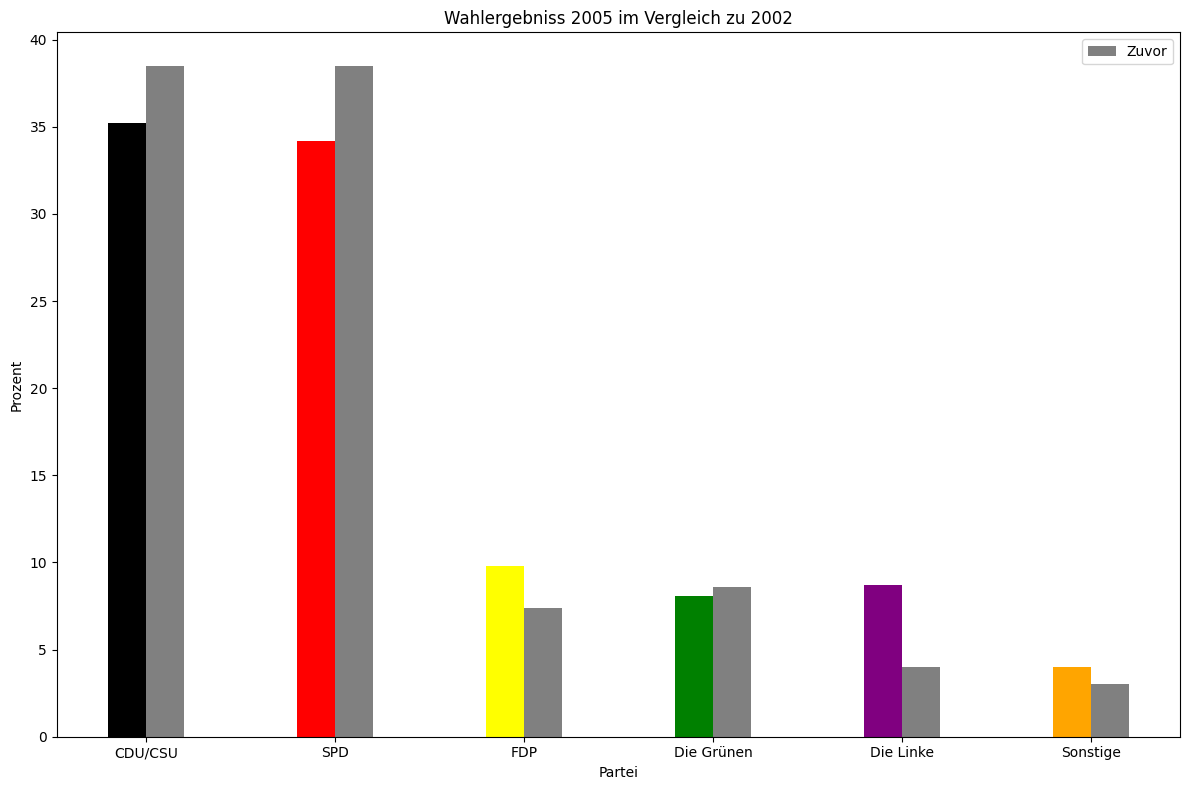 Wahlergebniss 2005 im Vergleich zu 2002
Zuvor
40
35
30
25
20
15
10
5
0
Prozent
CDU/CSU
SPD
FDP
Die Grünen
Die Linke
Sonstige
Partei